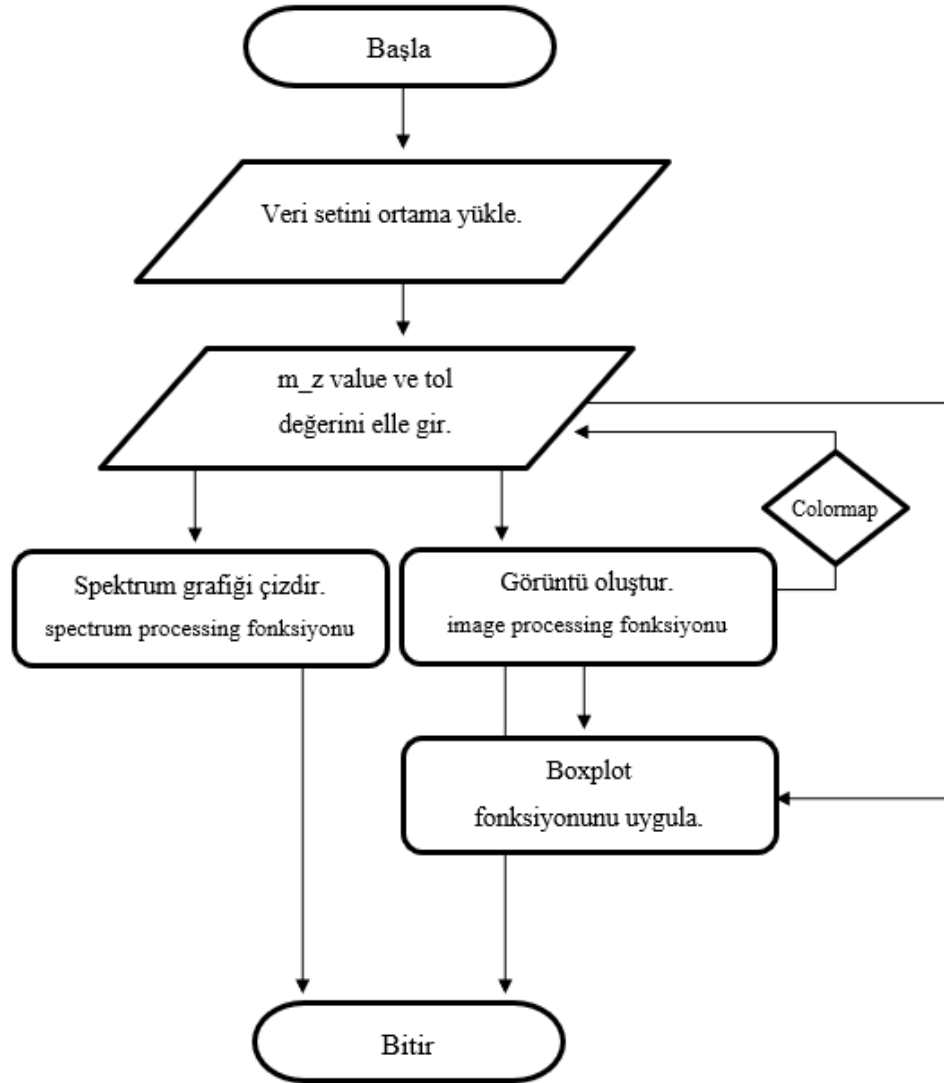 Başla
Veri setini ortama yükle.
m_z value ve tol
değerini elle gir.
Colormap
Spektrum grafiği çizdir.
spectrum processing fonksiyonu
Görüntü oluştur.
image processing fonksiyonu
Boxplot
fonksiyonunu uygula.
Bitir